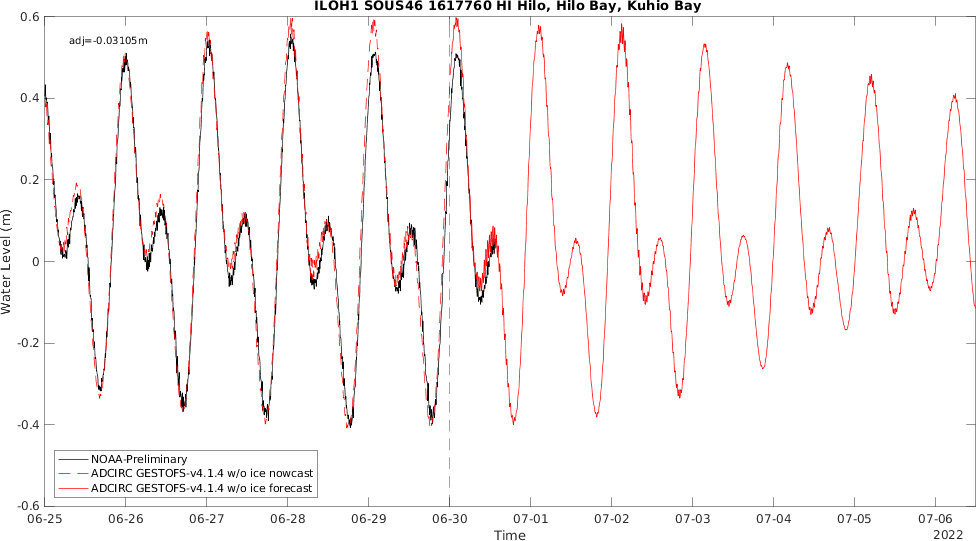 ILOH1 SOUS46 1617760 HI Hilo, Hilo Bay, Kuhio Bay
0.6
adj=-0.03105m
0.4
0.2
0
-0.2
-0.4
-0.6
Water Level (m)
NOAA-Preliminary
ADCIRC GESTOFS-v4.1.4 w/o ice nowcast
ADCIRC GESTOFS-v4.1.4 w/o ice forecast
06-25 06-26 06-27 06-28 06-29 06-30 07-01 07-02 07-03 07-04 07-05 07-06
Time
2022